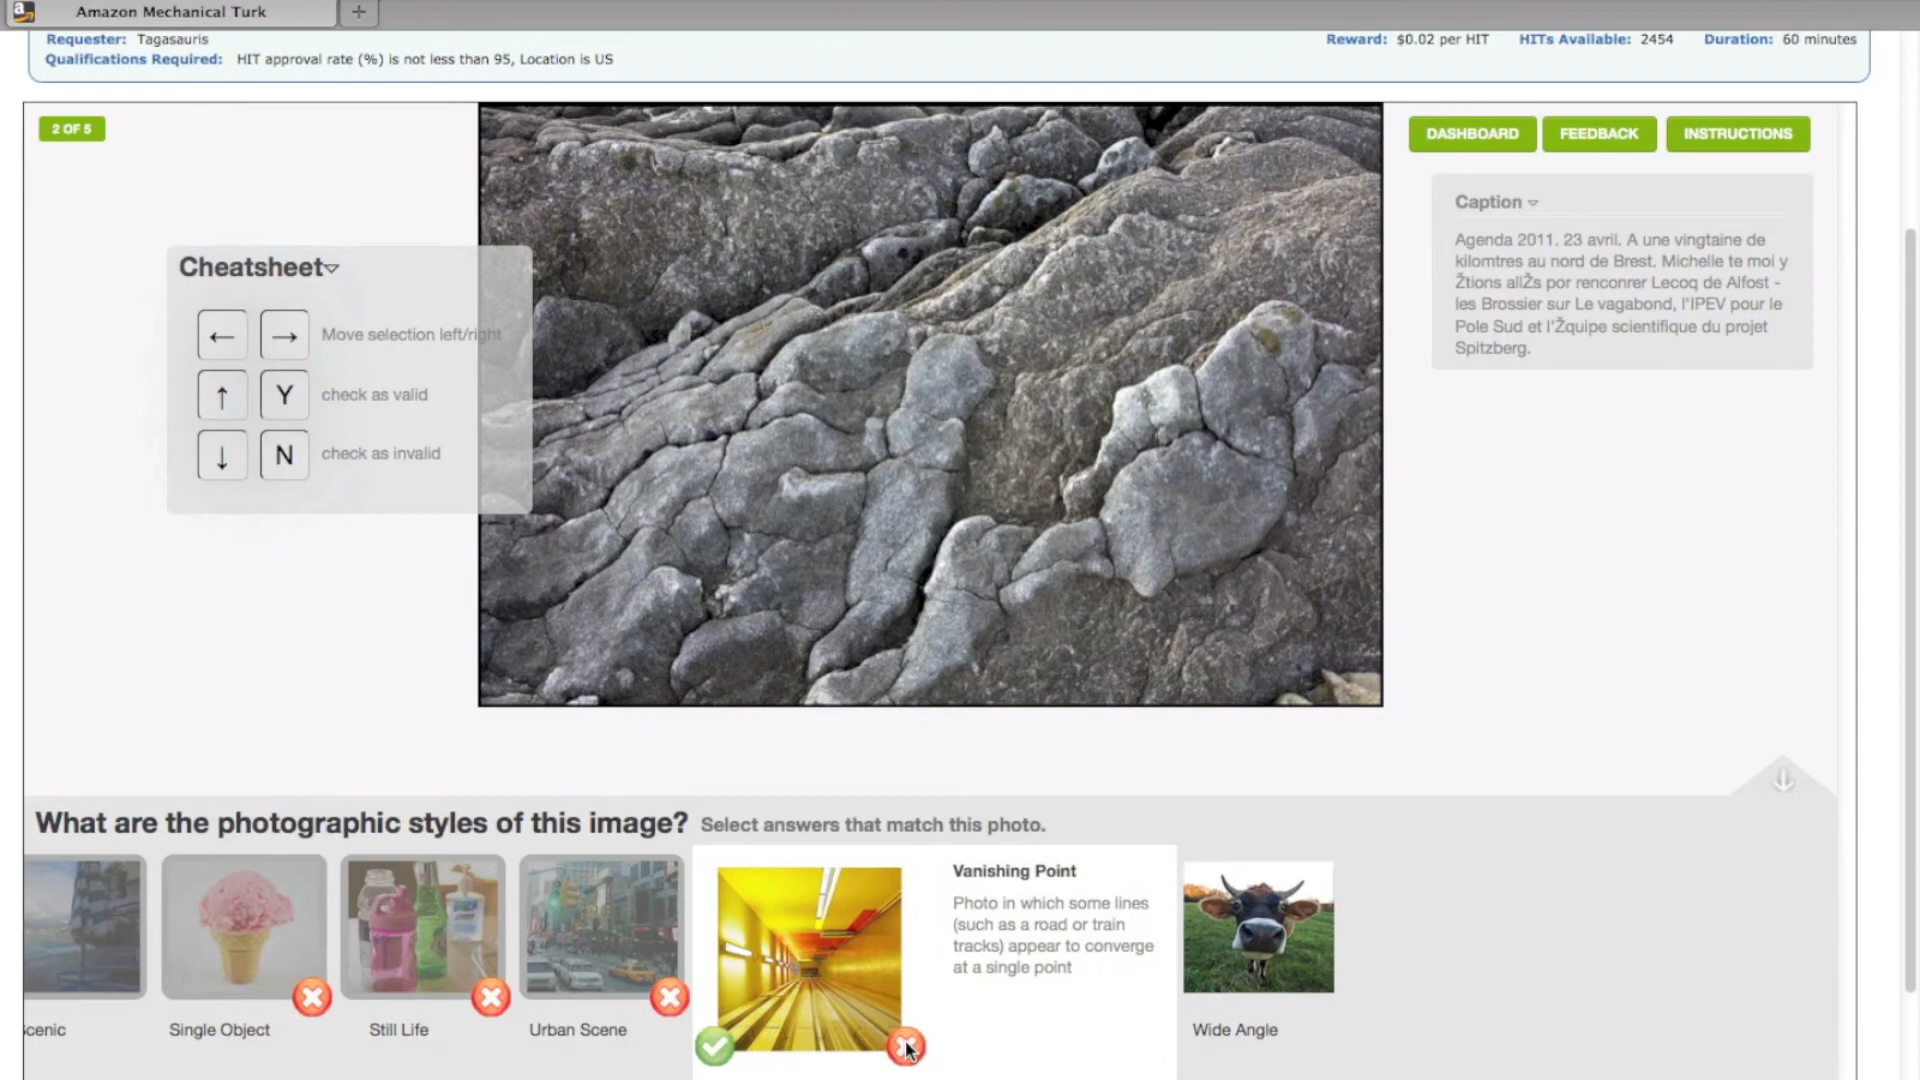 Amazon Mechanical Turk
Requester: Tagasauris
Reward: $0.02 per HIT HITs Available: 2454 Duration: 60 minutes
Qualifications Required: HIT approval rate (%) is not less than 95, Location is US
2 OF 5
DASHBOARD FEEDBACK INSTRUCTIONS
Caption
Agenda 2011. 23 avril. A une vingtaine de
kilomtres au nord de Brest. Michelle te moi y
Žtions allŽs por renconrer Lecoq de Alfost -
les Brossier sur Le vagabond, l'IPEV pour le
Pole Sud et l'Žquipe scientifique du projet
Spitzberg.
Cheatsheet
← → Move selection left/right
↑ Y check as valid
↓ N check as invalid
What are the photographic styles of this image? Select answers that match this photo.
Vanishing Point
Photo in which some lines
(such as a road or train
tracks) appear to converge
at a single point
cenic Single Object Still Life Urban Scene Wide Angle